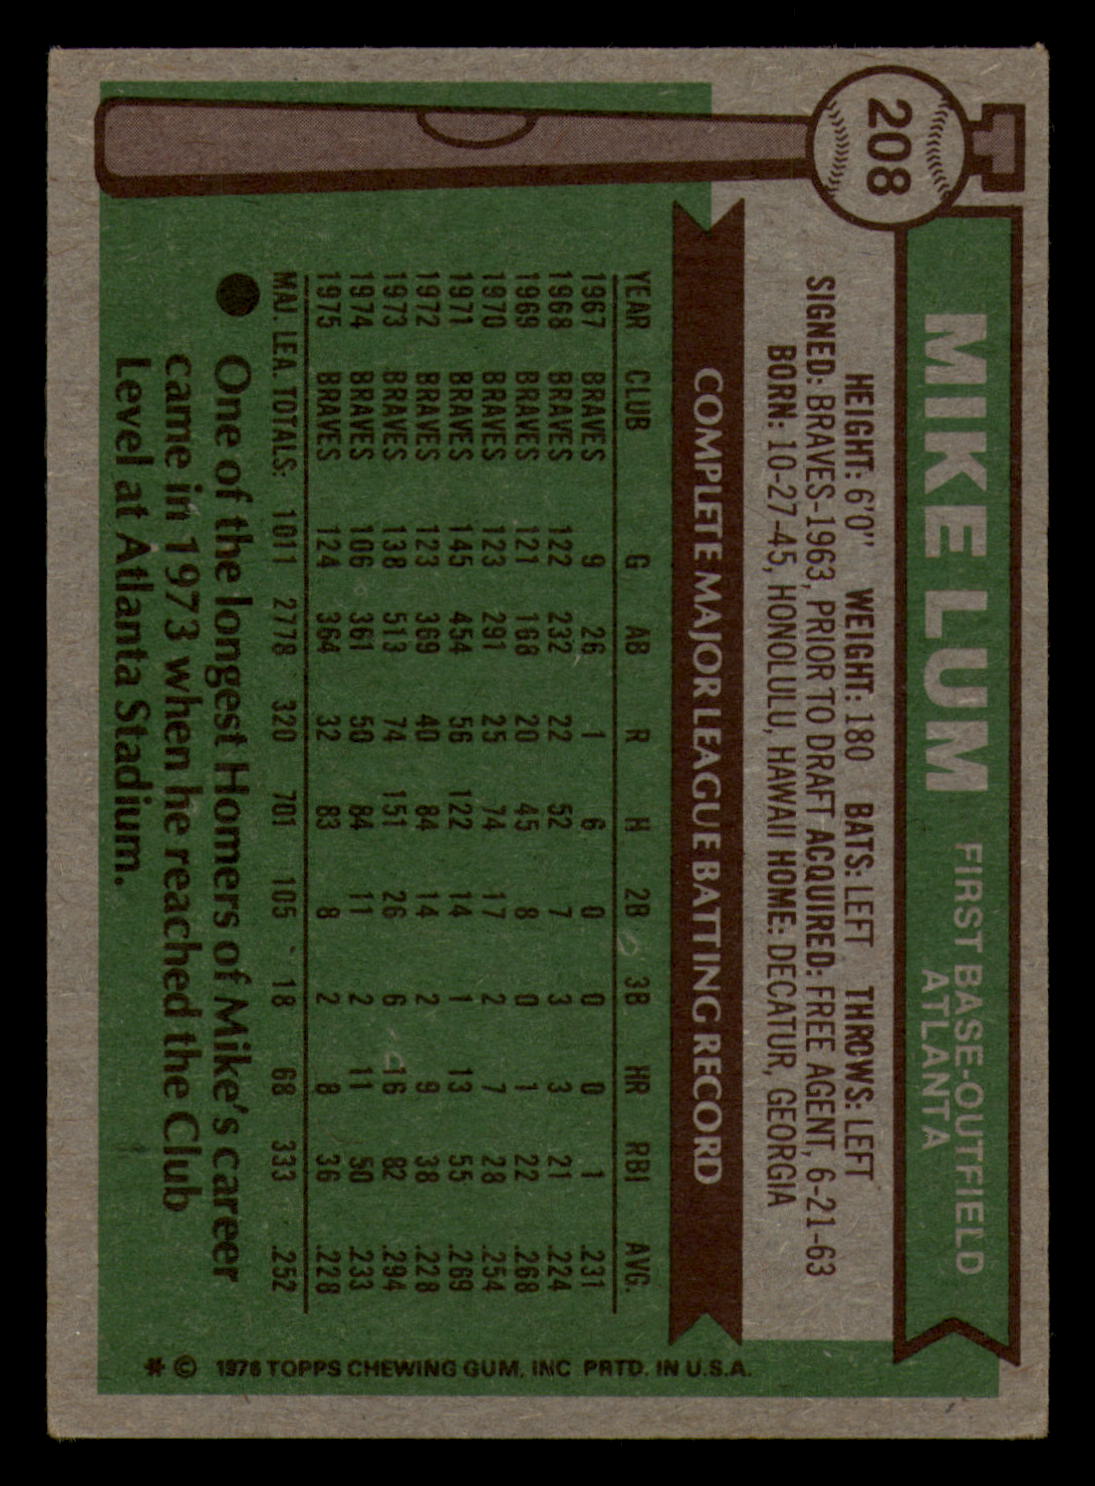 208
T
MIKE LUM
FIRST BASE-OUTFIELD
ATLANTA
HEIGHT: 6'0" WEIGHT: 180 BATS: LEFT THROWS: LEFT
SIGNED: BRAVES-1963, PRIOR TO DRAFT ACQUIRED: FREE AGENT, 6-21-63
BORN: 10-27-45, HONOLULU, HAWAII HOME: DECATUR, GEORGIA
COMPLETE MAJOR LEAGUE BATTING RECORD
YEAR CLUB G AB R H 2B 3B HR RBI AVG.
1967 BRAVES 9 26 1 6 0 0 0 1 .231
1968 BRAVES 122 232 22 52 7 3 3 21 .224
1969 BRAVES 121 168 20 45 8 0 1 22 .268
1970 BRAVES 123 291 25 74 17 2 7 28 .254
1971 BRAVES 145 454 56 122 14 1 13 55 .269
1972 BRAVES 123 369 40 84 14 2 9 38 .228
1973 BRAVES 138 513 74 151 26 6 16 82 .294
1974 BRAVES 106 361 50 84 11 2 11 50 .233
1975 BRAVES 124 364 32 83 8 2 8 36 .228
MAJ. LEA. TOTALS: 1011 2778 320 701 105 18 68 333 .252
● One of the longest Homers of Mike's career
came in 1973 when he reached the Club
Level at Atlanta Stadium.
* © 1976 TOPPS CHEWING GUM, INC PRTD. IN U.S.A.